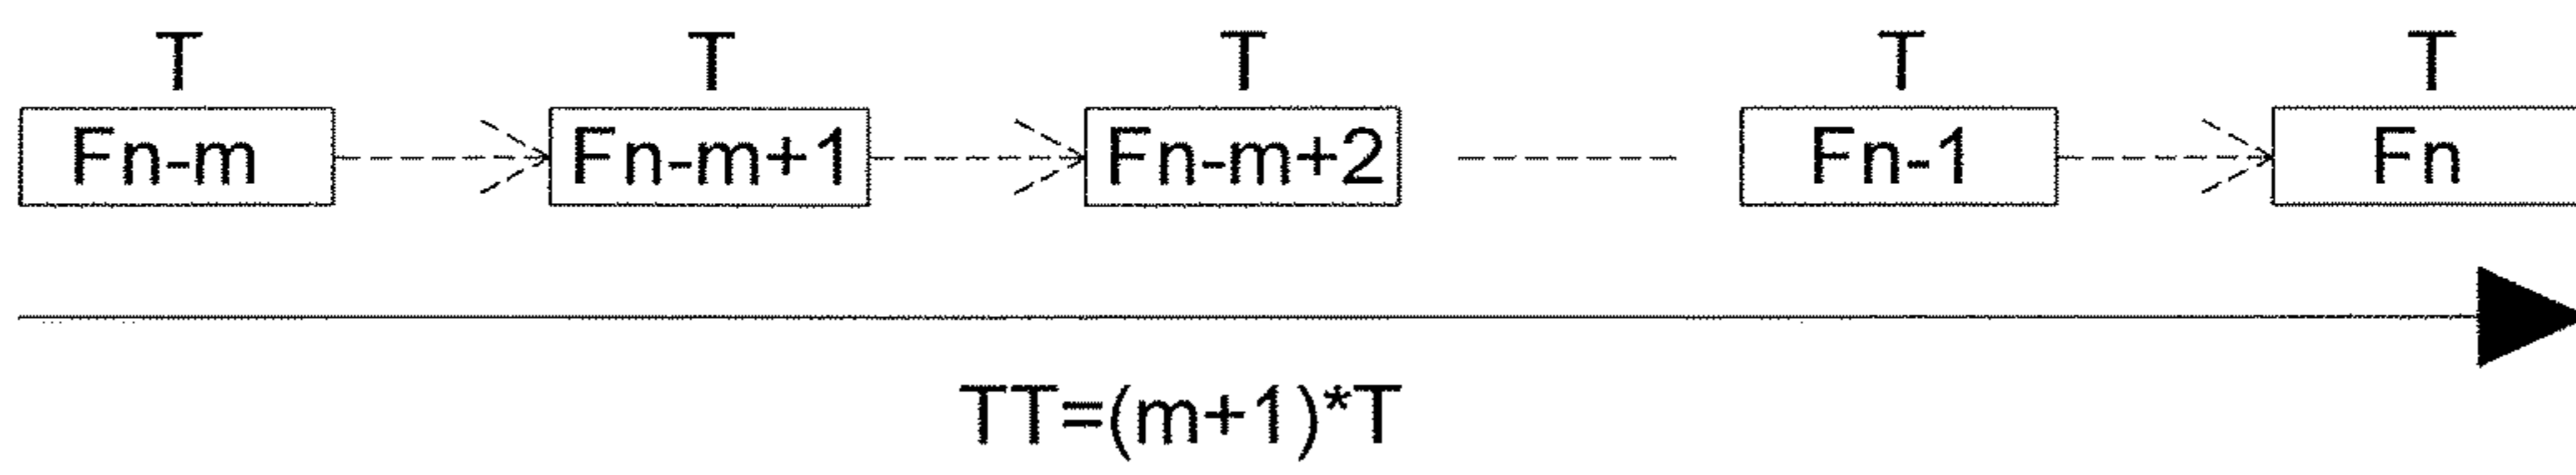 T T T T T
Fn-m Fn-m+1 Fn-m+2 Fn-1 Fn
TT=(m+1)*T